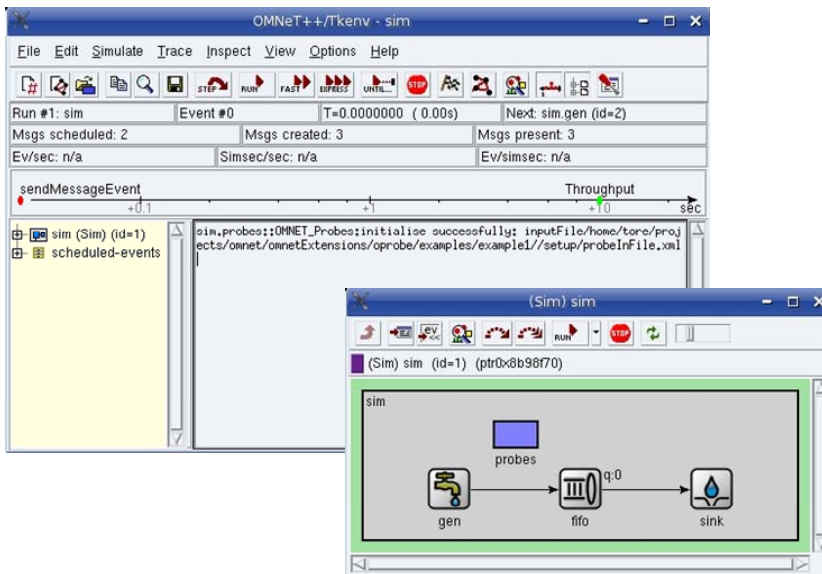 OMNeT++/Tkenv - sim
File Edit Simulate Trace Inspect View Options Help
STEP RUN FAST EXPRESS UNTIL... STOP
Run #1: sim Event #0 T=0.0000000 ( 0.00s) Next: sim.gen (id=2)
Msgs scheduled: 2 Msgs created: 3 Msgs present: 3
Ev/sec: n/a Simsec/sec: n/a Ev/simsec: n/a
sendMessageEvent Throughput
+0.1 +1 +10 sec
sim (Sim) (id=1)
scheduled-events
sim.probes::OMNET_Probes:initialise successfully: inputFile/home/tore/proj
ects/omnet/omnetExtensions/oprobe/examples/example1//setup/probeInFile.xml
(Sim) sim
ev RUN STOP
(Sim) sim (id=1) (ptr0x8b98f70)
sim
probes
q:0
gen fifo sink